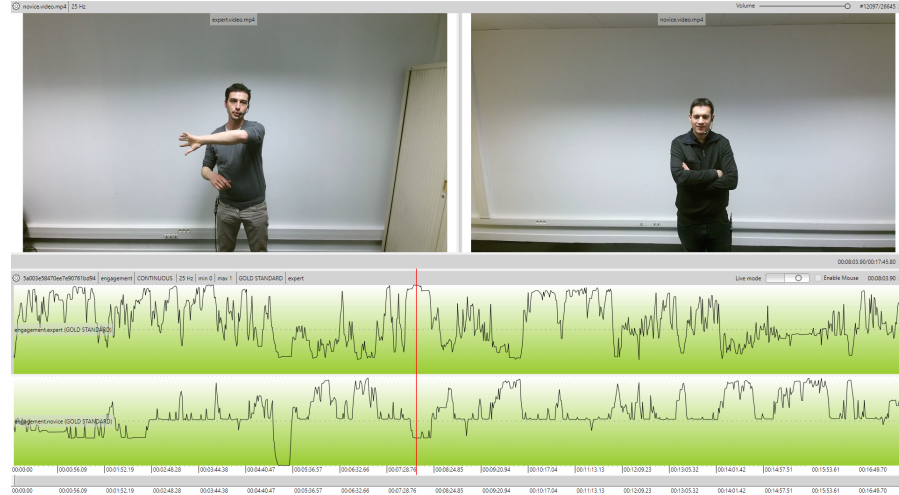 novice.video.mp4 25 Hz Volume #12097/26645
expert.video.mp4 novice.video.mp4
00:08:03.90/00:17:45.80
5a003e58470ee7e90761bd94 engagement CONTINUOUS 25 Hz min 0 max 1 GOLD STANDARD expert Live mode Enable Mouse 00:08:03.90
engagement.expert (GOLD STANDARD)
engagement.novice (GOLD STANDARD)
00:00:00 00:00:56.09 00:01:52.19 00:02:48.28 00:03:44.38 00:04:40.47 00:05:36.57 00:06:32.66 00:07:28.76 00:08:24.85 00:09:20.94 00:10:17.04 00:11:13.13 00:12:09.23 00:13:05.32 00:14:01.42 00:14:57.51 00:15:53.61 00:16:49.70
00:00:00 00:00:56.09 00:01:52.19 00:02:48.28 00:03:44.38 00:04:40.47 00:05:36.57 00:06:32.66 00:07:28.76 00:08:24.85 00:09:20.94 00:10:17.04 00:11:13.13 00:12:09.23 00:13:05.32 00:14:01.42 00:14:57.51 00:15:53.61 00:16:49.70